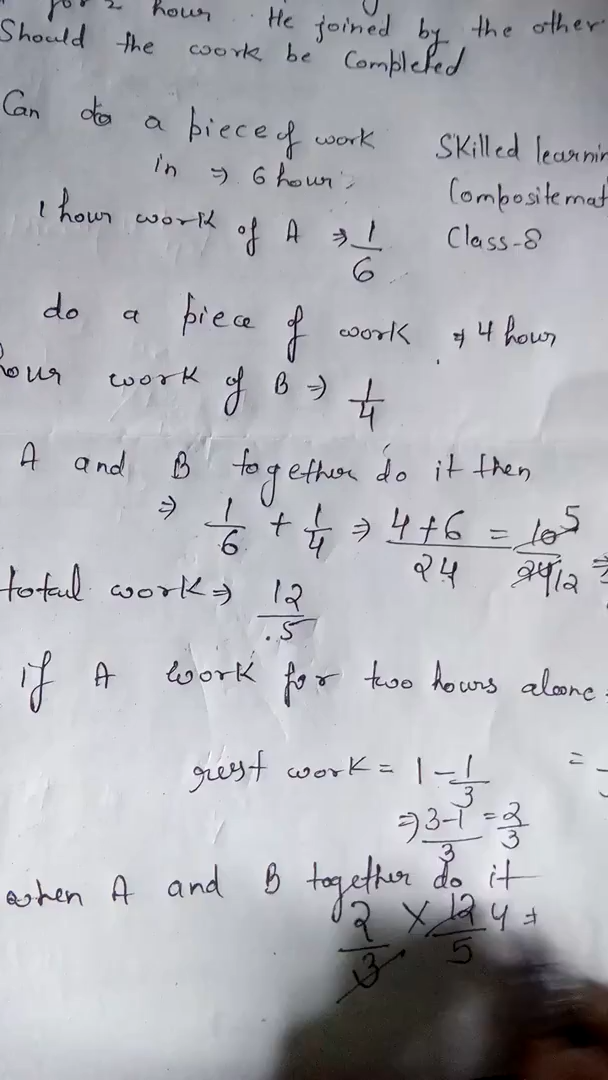 for 2 hour. He joined by the other
Should the work be Completed
Can do a piece of work
in ⇒ 6 hour
Skilled learnin
Composite mat
Class-8
1 hour work of A ⇒ 1/6
do a piece of work ⇒ 4 hour
our work of B ⇒ 1/4
A and B together do it then
⇒ 1/6 + 1/4 ⇒ 4+6/24 = 10/24 5/12 ⇒
total work ⇒ 12/5
if A work for two hours alone
rest work = 1 - 1/3 =
⇒ 3-1/3 = 2/3
when A and B together do it
2/3 × 12/5 4 ⇒